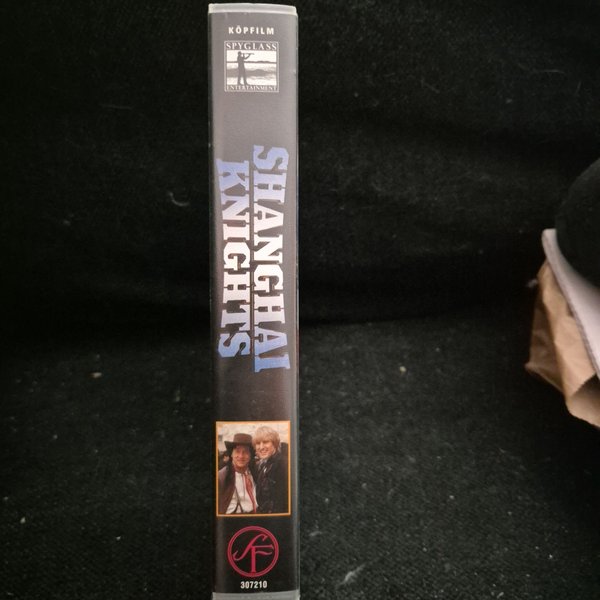 KÖPFILM
SPYGLASS
ENTERTAINMENT
SHANGHAI
KNIGHTS
SF
307210